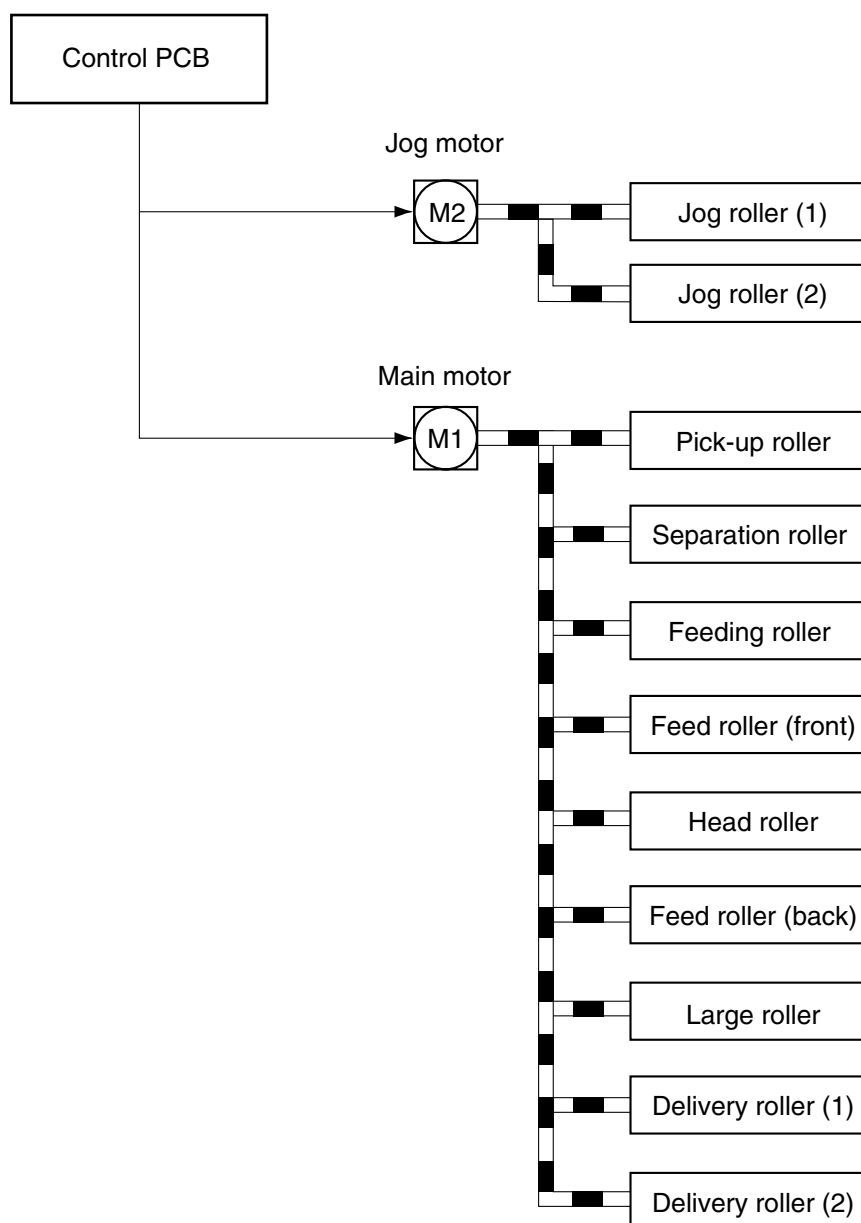 Control PCB
Jog motor
M2
Jog roller (1)
Jog roller (2)
Main motor
M1
Pick-up roller
Separation roller
Feeding roller
Feed roller (front)
Head roller
Feed roller (back)
Large roller
Delivery roller (1)
Delivery roller (2)